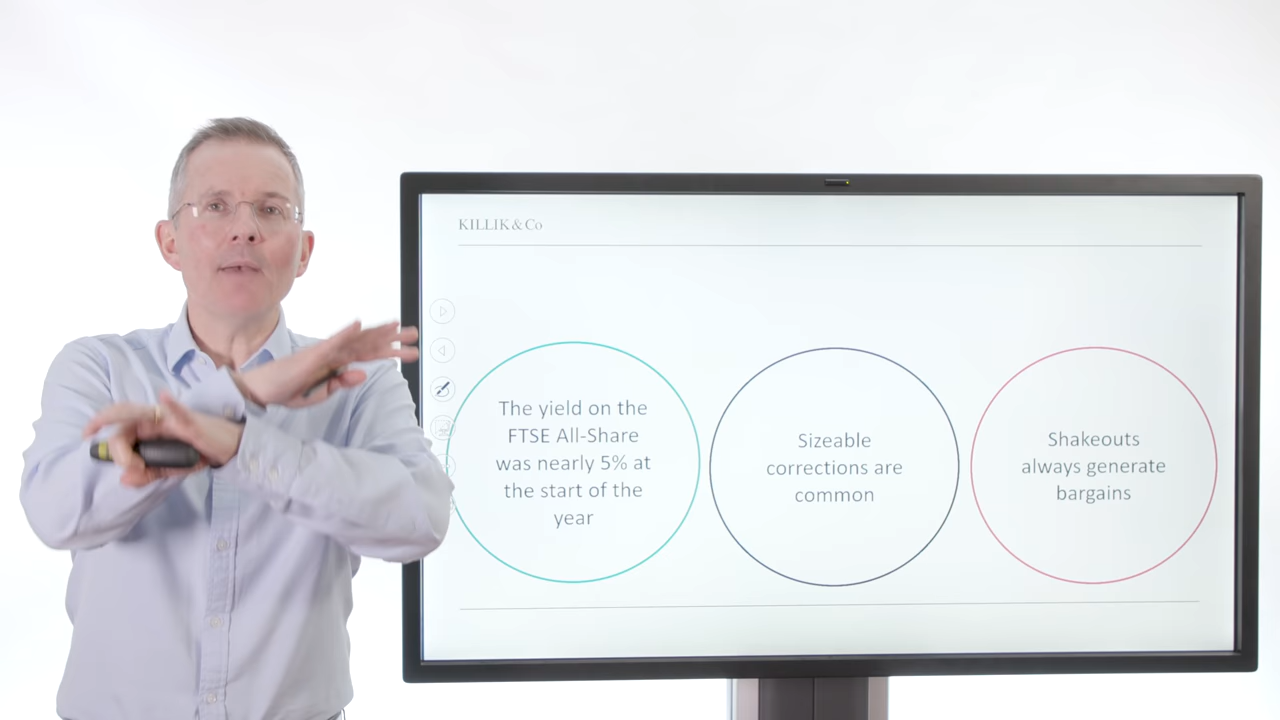 KILLIK & Co
The yield on the
FTSE All-Share
was nearly 5% at
the start of the
year
Sizeable
corrections are
common
Shakeouts
always generate
bargains